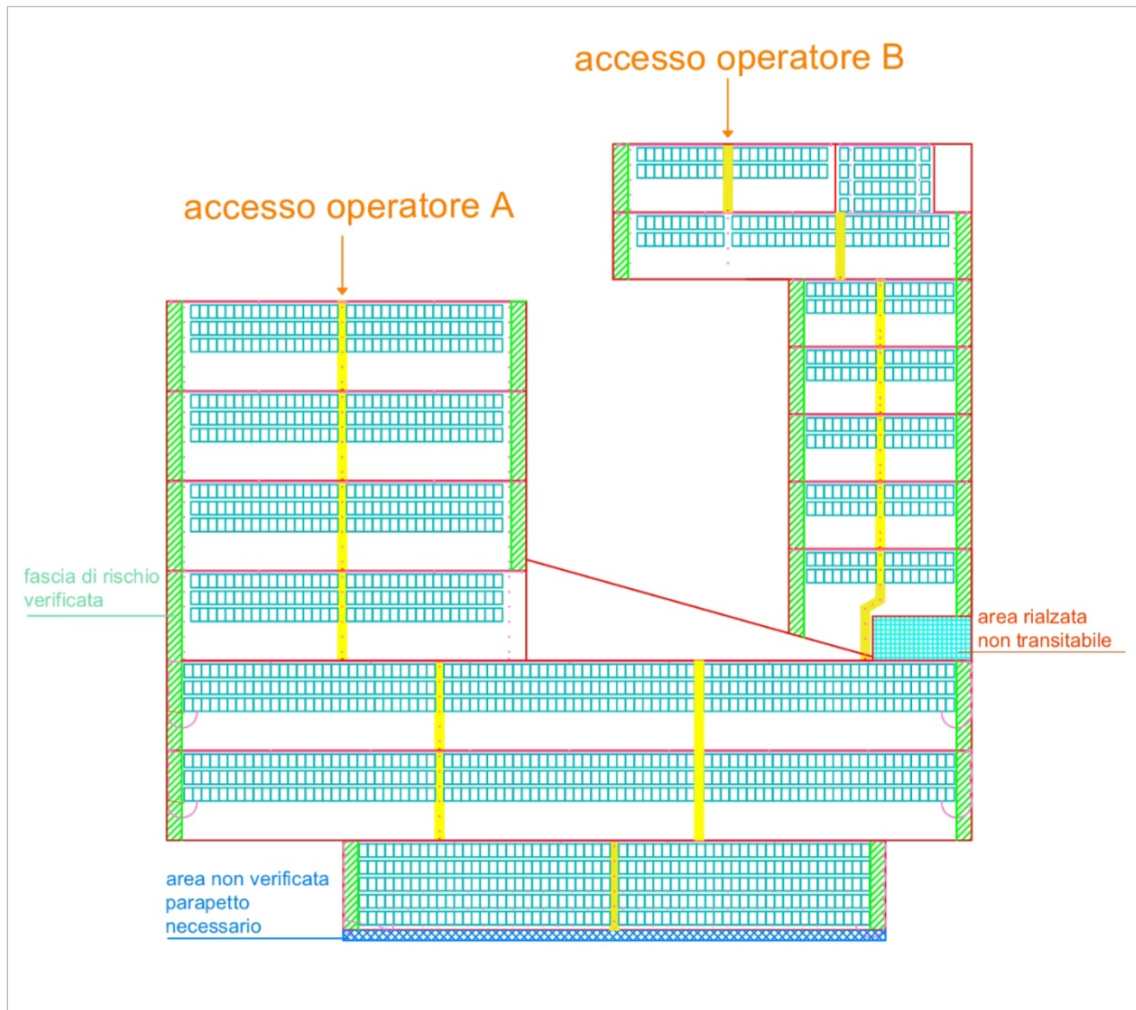 accesso operatore B
accesso operatore A
fascia di rischio
verificata
area rialzata
non transitabile
area non verificata
parapetto
necessario